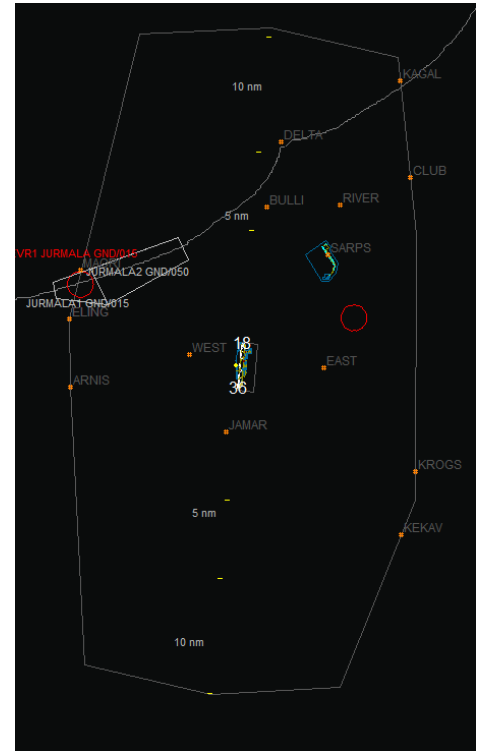 KAGAL
10 nm
DELTA
CLUB
BULLI
RIVER
5 nm
SARPS
VR1 JURMALA GND/015
JURMALA2 GND/050
JURMALA1 GND/015
ELING
18
WEST
EAST
ARNIS
36
JAMAR
KROGS
5 nm
KEKAV
10 nm